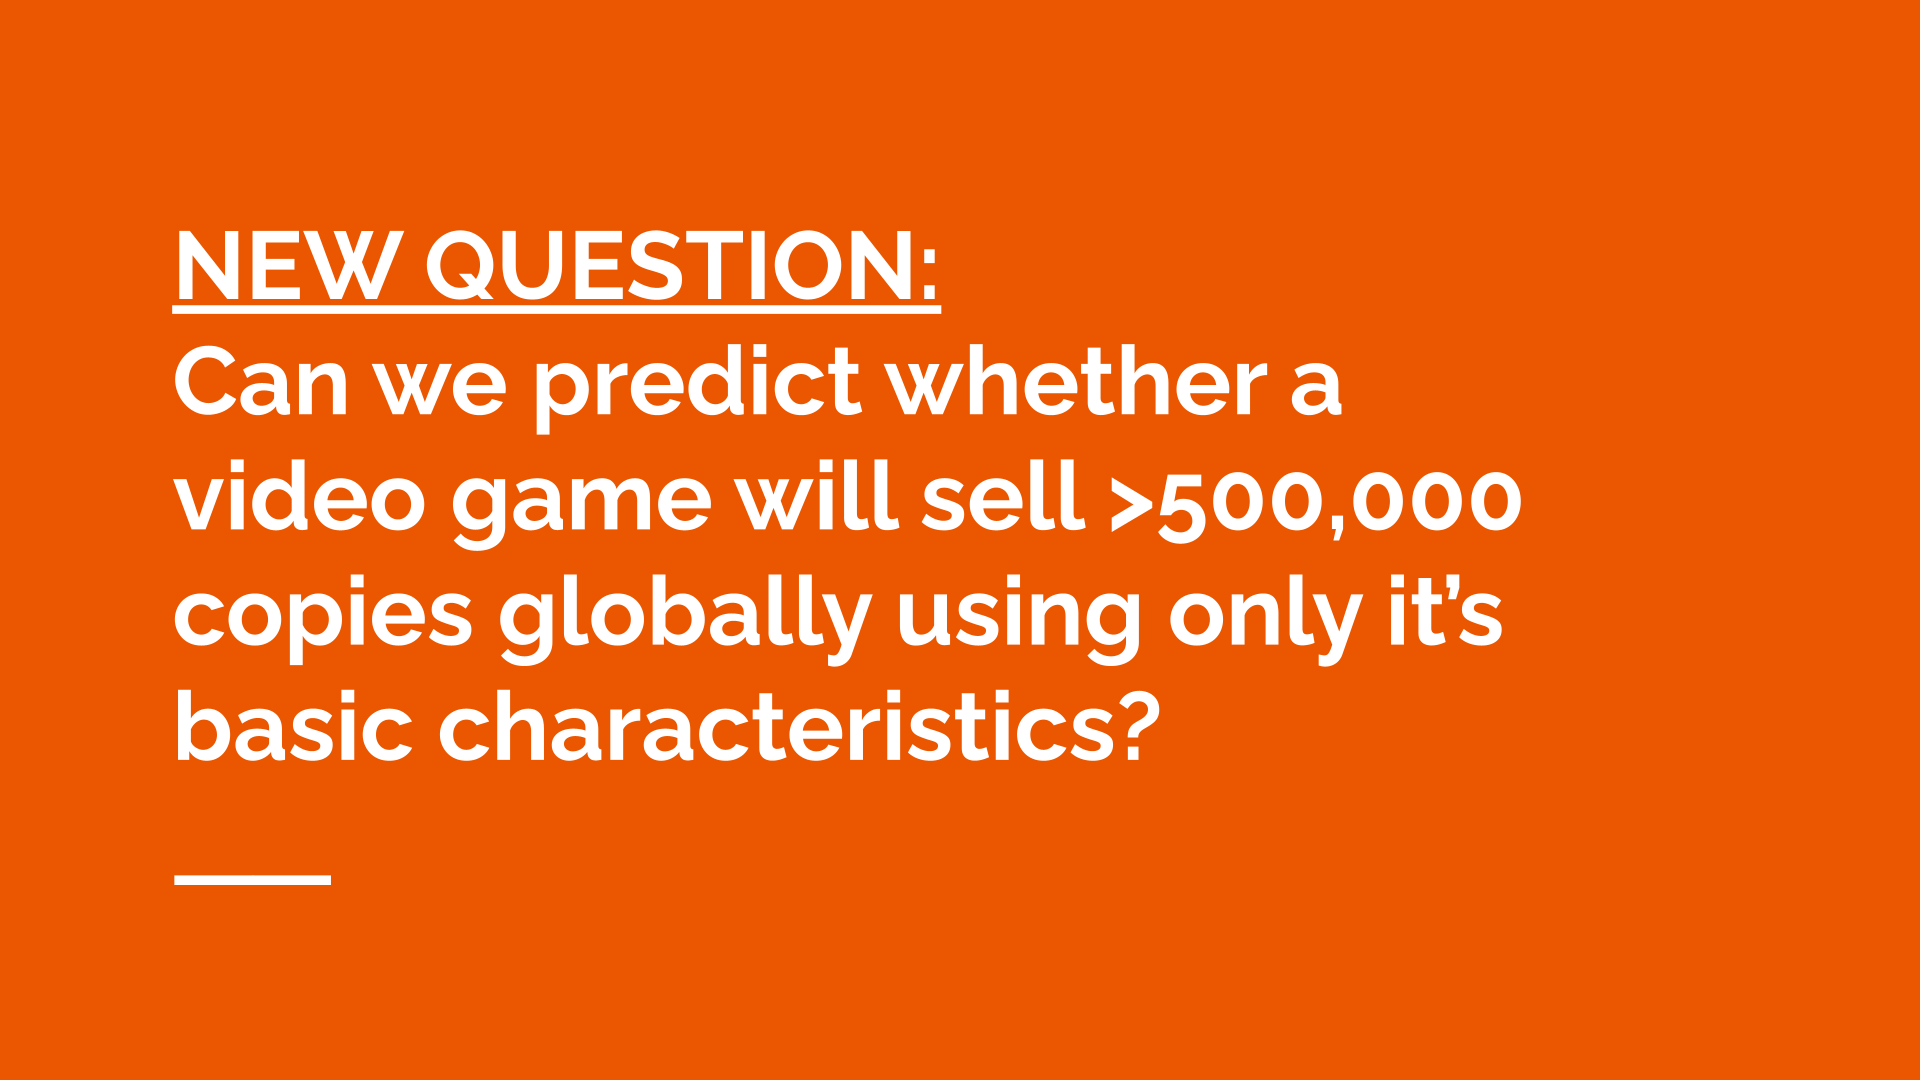 NEW QUESTION:
Can we predict whether a
video game will sell >500,000
copies globally using only it’s
basic characteristics?